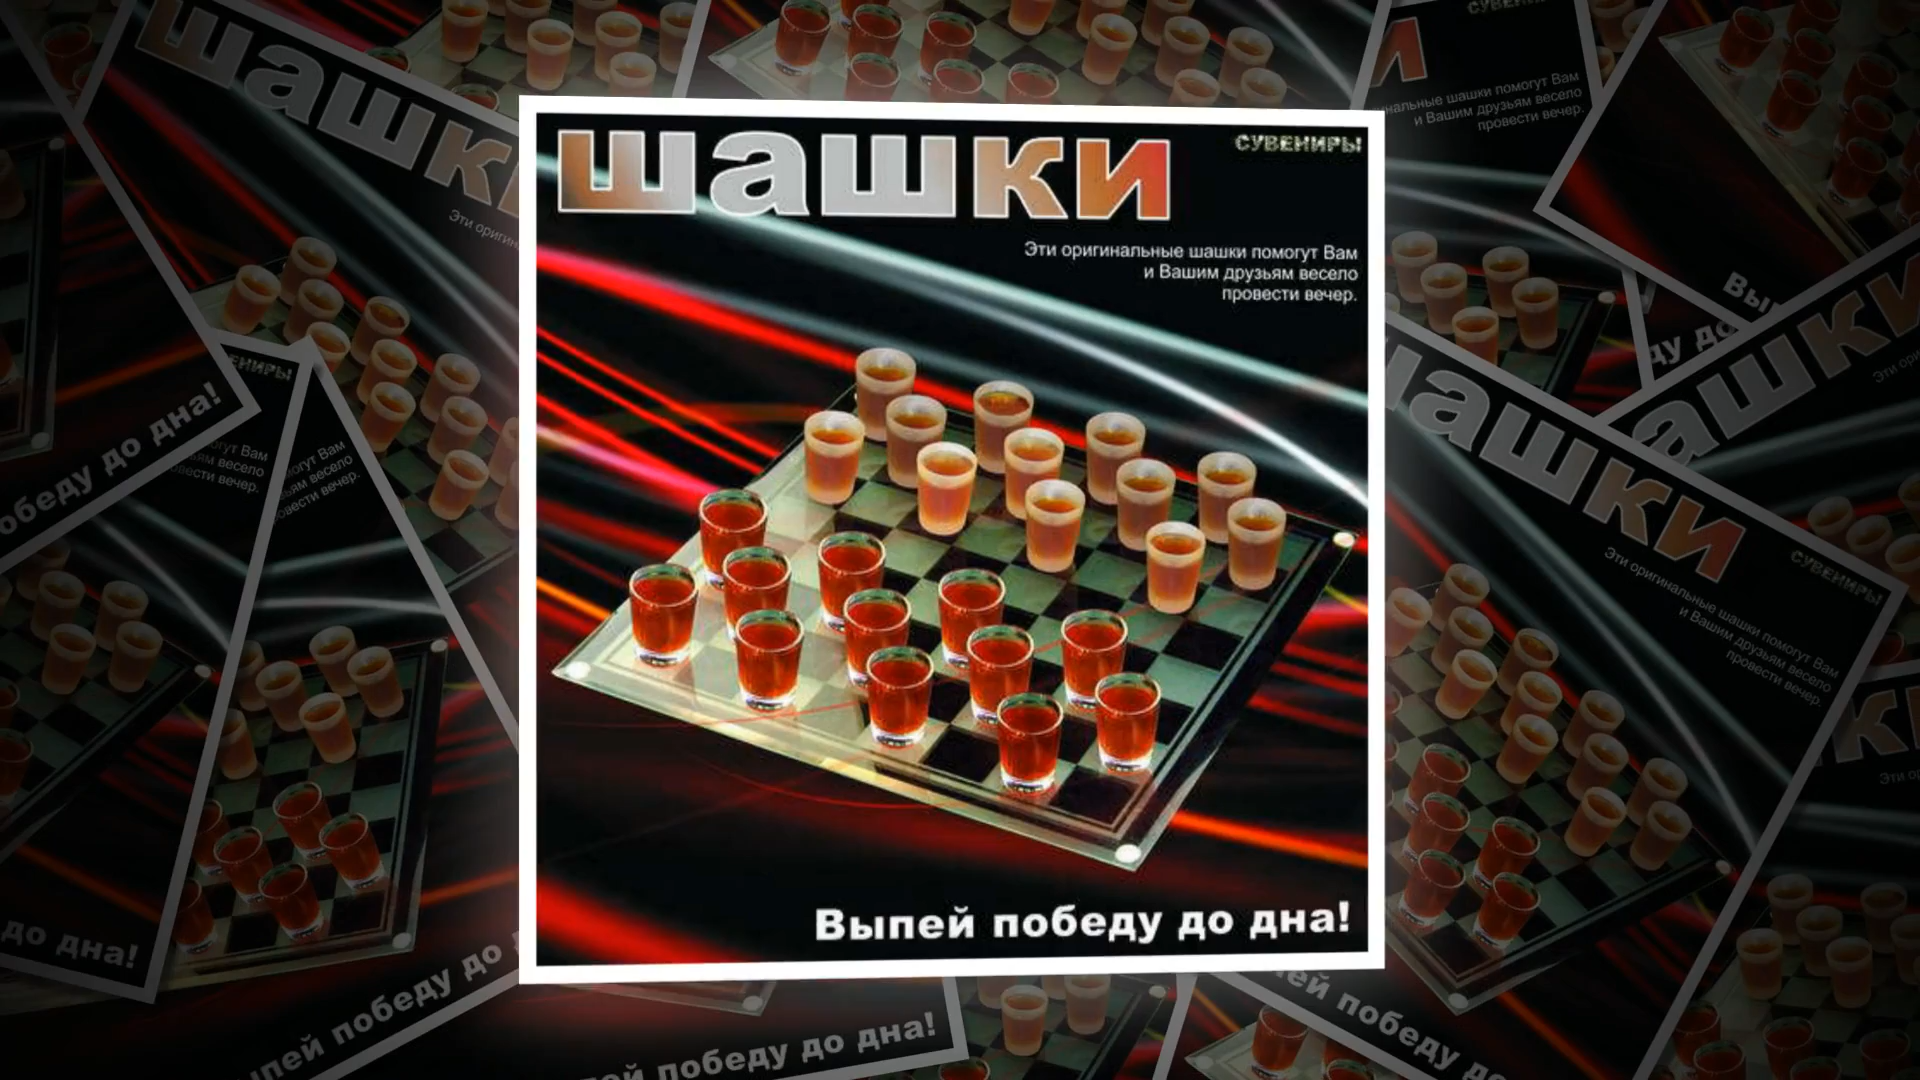 шашки
СУВЕНИРЫ
Эти оригинальные шашки помогут Вам
и Вашим друзьям весело
провести вечер.
Выпей победу до дна!